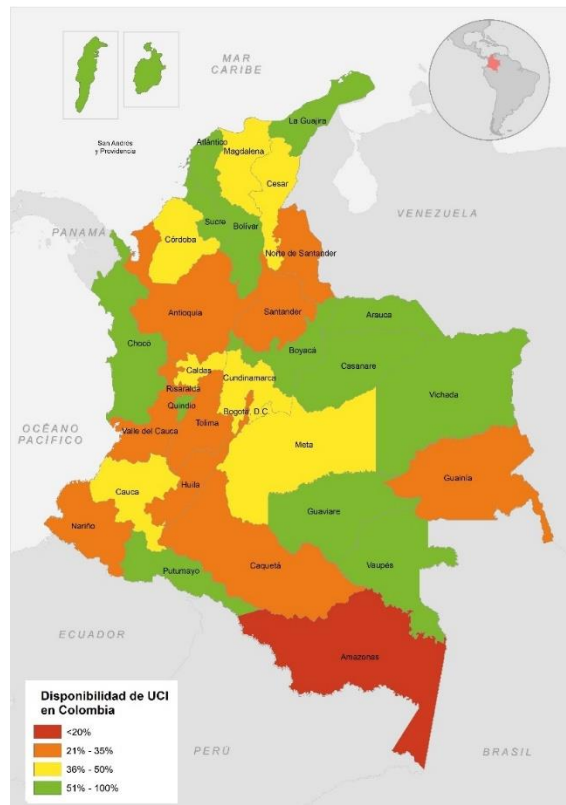 MAR
CARIBE
San Andrés
y Providencia
La Guajira
Atlántico
Magdalena
Cesar
VENEZUELA
PANAMÁ
Sucre
Bolívar
Córdoba
Norte de Santander
Antioquia
Santander
Arauca
Chocó
Boyacá
Casanare
Caldas
Cundinamarca
Vichada
Risaralda
Quindío
Bogotá, D.C.
OCÉANO
PACÍFICO
Valle del Cauca
Tolima
Meta
Guainía
Cauca
Huila
Guaviare
Nariño
Caquetá
Vaupés
Putumayo
ECUADOR
Amazonas
Disponibilidad de UCI
en Colombia
<20%
21% - 35%
36% - 50%
51% - 100%
PERÚ
BRASIL